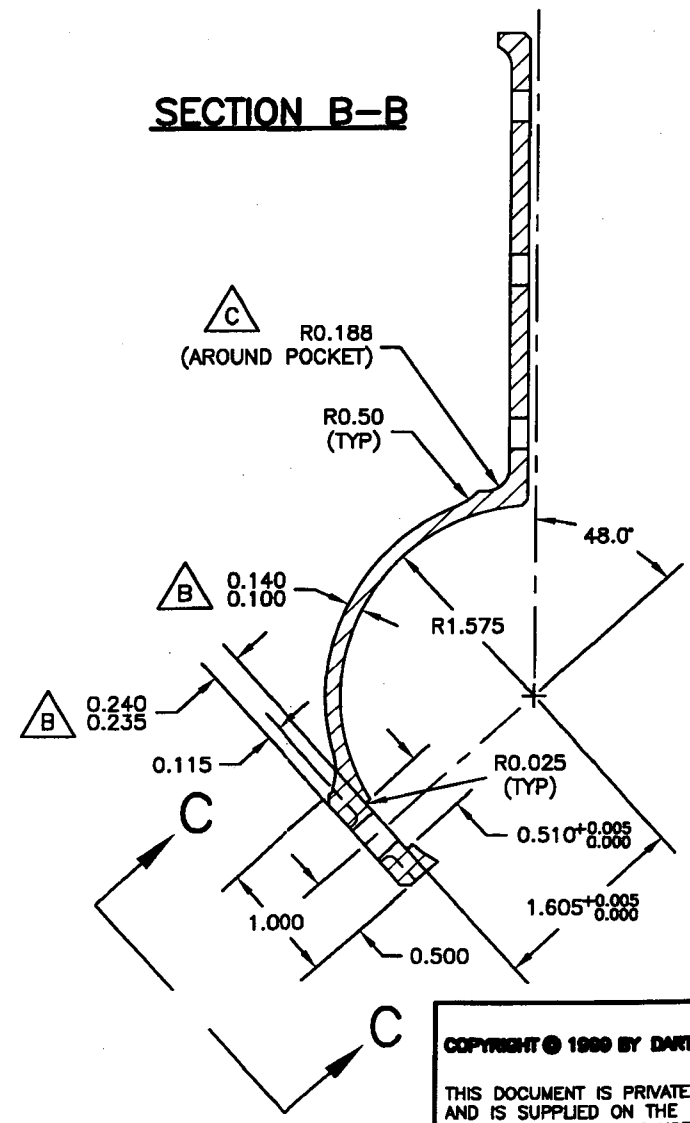 SECTION B-B
C
R0.188
(AROUND POCKET)
R0.50
(TYP)
48.0°
B
0.140
0.100
R1.575
B
0.240
0.235
0.115
R0.025
(TYP)
C
0.510+0.005
0.000
1.605+0.005
0.000
1.000
0.500
C
COPYRIGHT © 1999 BY DART
THIS DOCUMENT IS PRIVATE
AND IS SUPPLIED ON THE